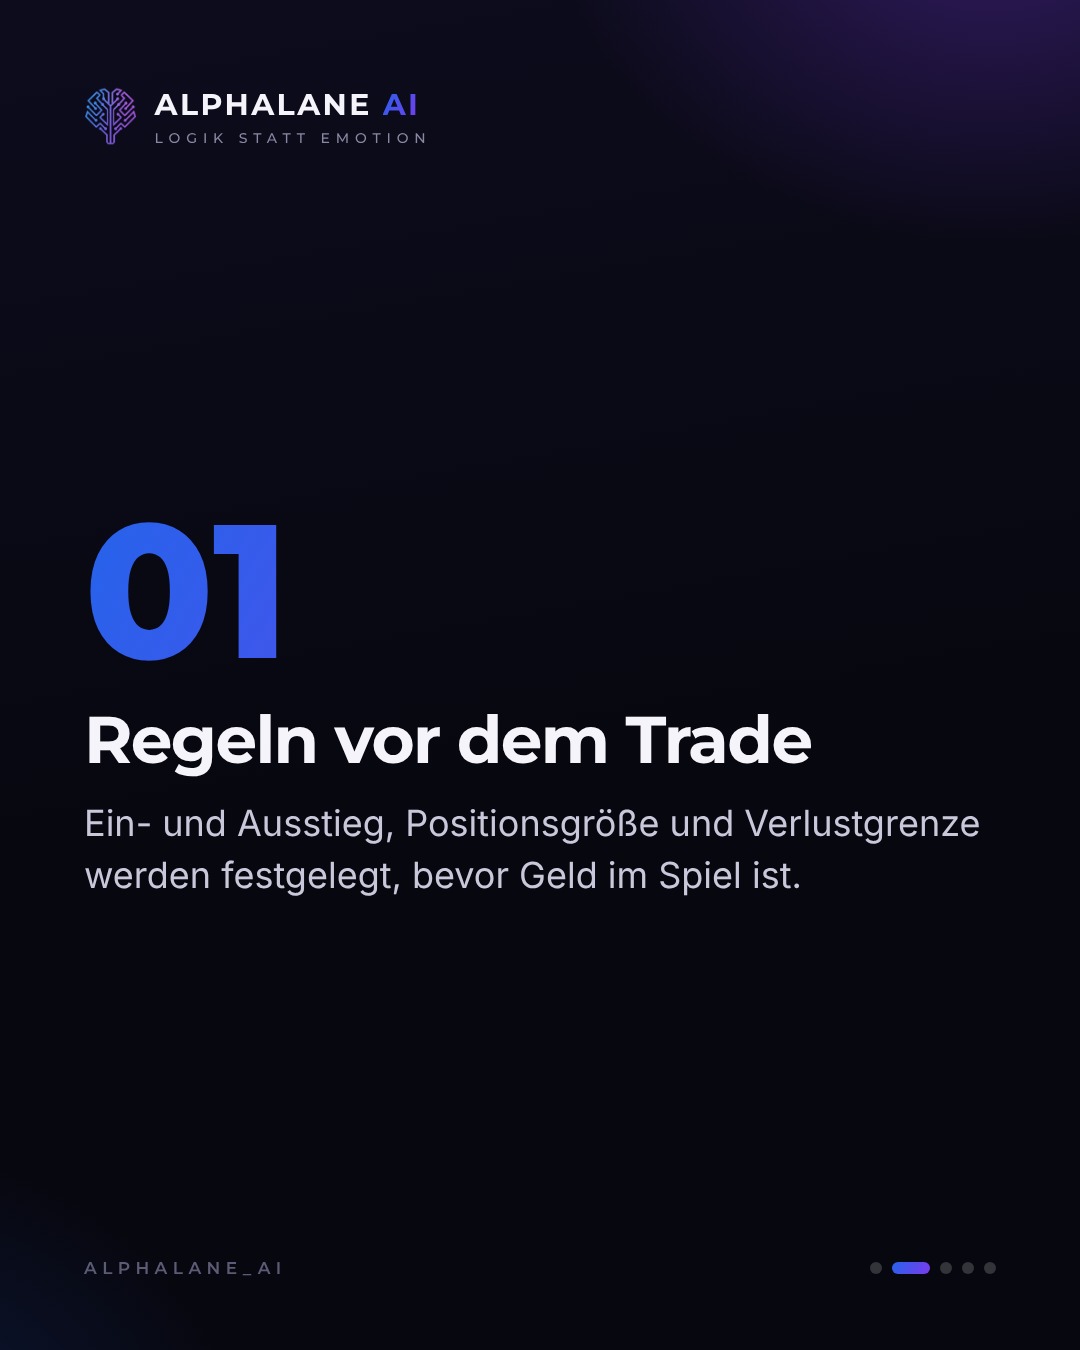 ALPHALANE AI
LOGIK STATT EMOTION
01
Regeln vor dem Trade
Ein- und Ausstieg, Positionsgröße und Verlustgrenze
werden festgelegt, bevor Geld im Spiel ist.
ALPHALANE_AI